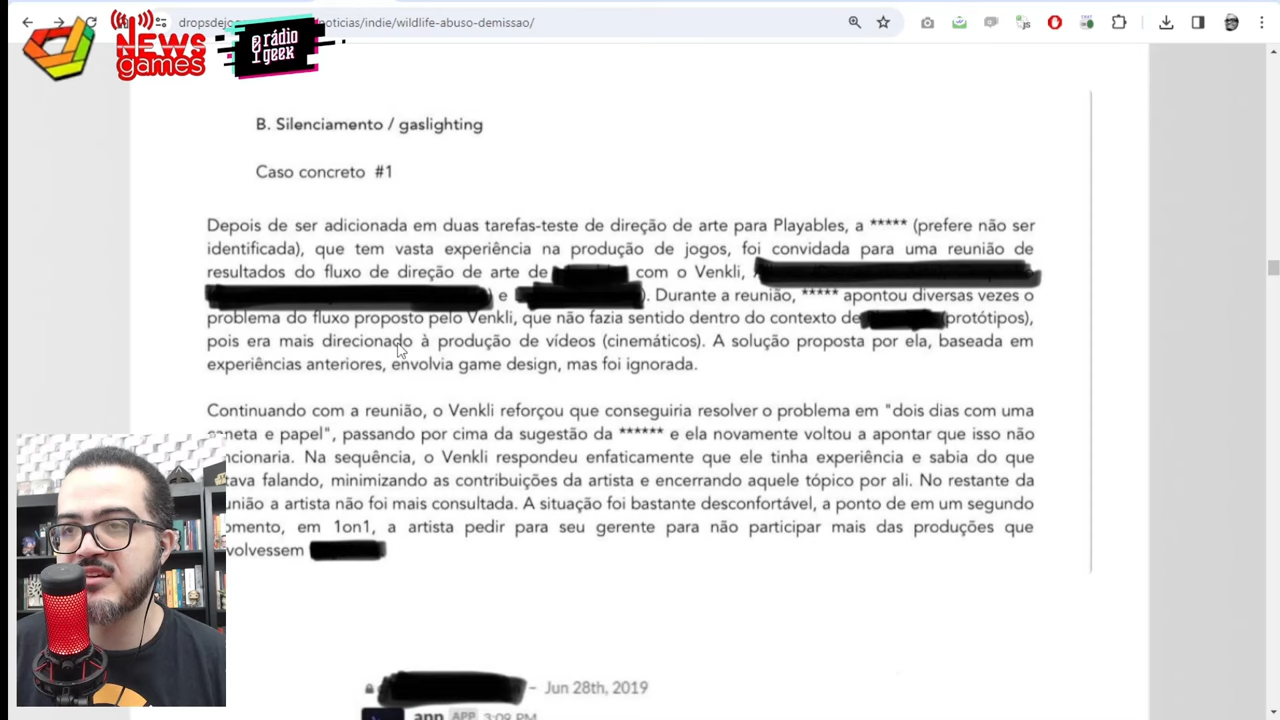 dropsdejo
noticias/indie/wildlife-abuso-demissao/
NEWS
games
rádio
geek
B. Silenciamento / gaslighting
Caso concreto #1
Depois de ser adicionada em duas tarefas-teste de direção de arte para Playables, a ***** (prefere não ser
identificada), que tem vasta experiência na produção de jogos, foi convidada para uma reunião de
resultados do fluxo de direção de arte de com o Venkli,
) e ). Durante a reunião, ***** apontou diversas vezes o
problema do fluxo proposto pelo Venkli, que não fazia sentido dentro do contexto de (protótipos),
pois era mais direcionado à produção de vídeos (cinemáticos). A solução proposta por ela, baseada em
experiências anteriores, envolvia game design, mas foi ignorada.
Continuando com a reunião, o Venkli reforçou que conseguiria resolver o problema em "dois dias com uma
caneta e papel", passando por cima da sugestão da ****** e ela novamente voltou a apontar que isso não
ncionaria. Na sequência, o Venkli respondeu enfaticamente que ele tinha experiência e sabia do que
tava falando, minimizando as contribuições da artista e encerrando aquele tópico por ali. No restante da
união a artista não foi mais consultada. A situação foi bastante desconfortável, a ponto de em um segundo
omento, em 1on1, a artista pedir para seu gerente para não participar mais das produções que
volvessem
– Jun 28th, 2019
app APP 3:09 PM